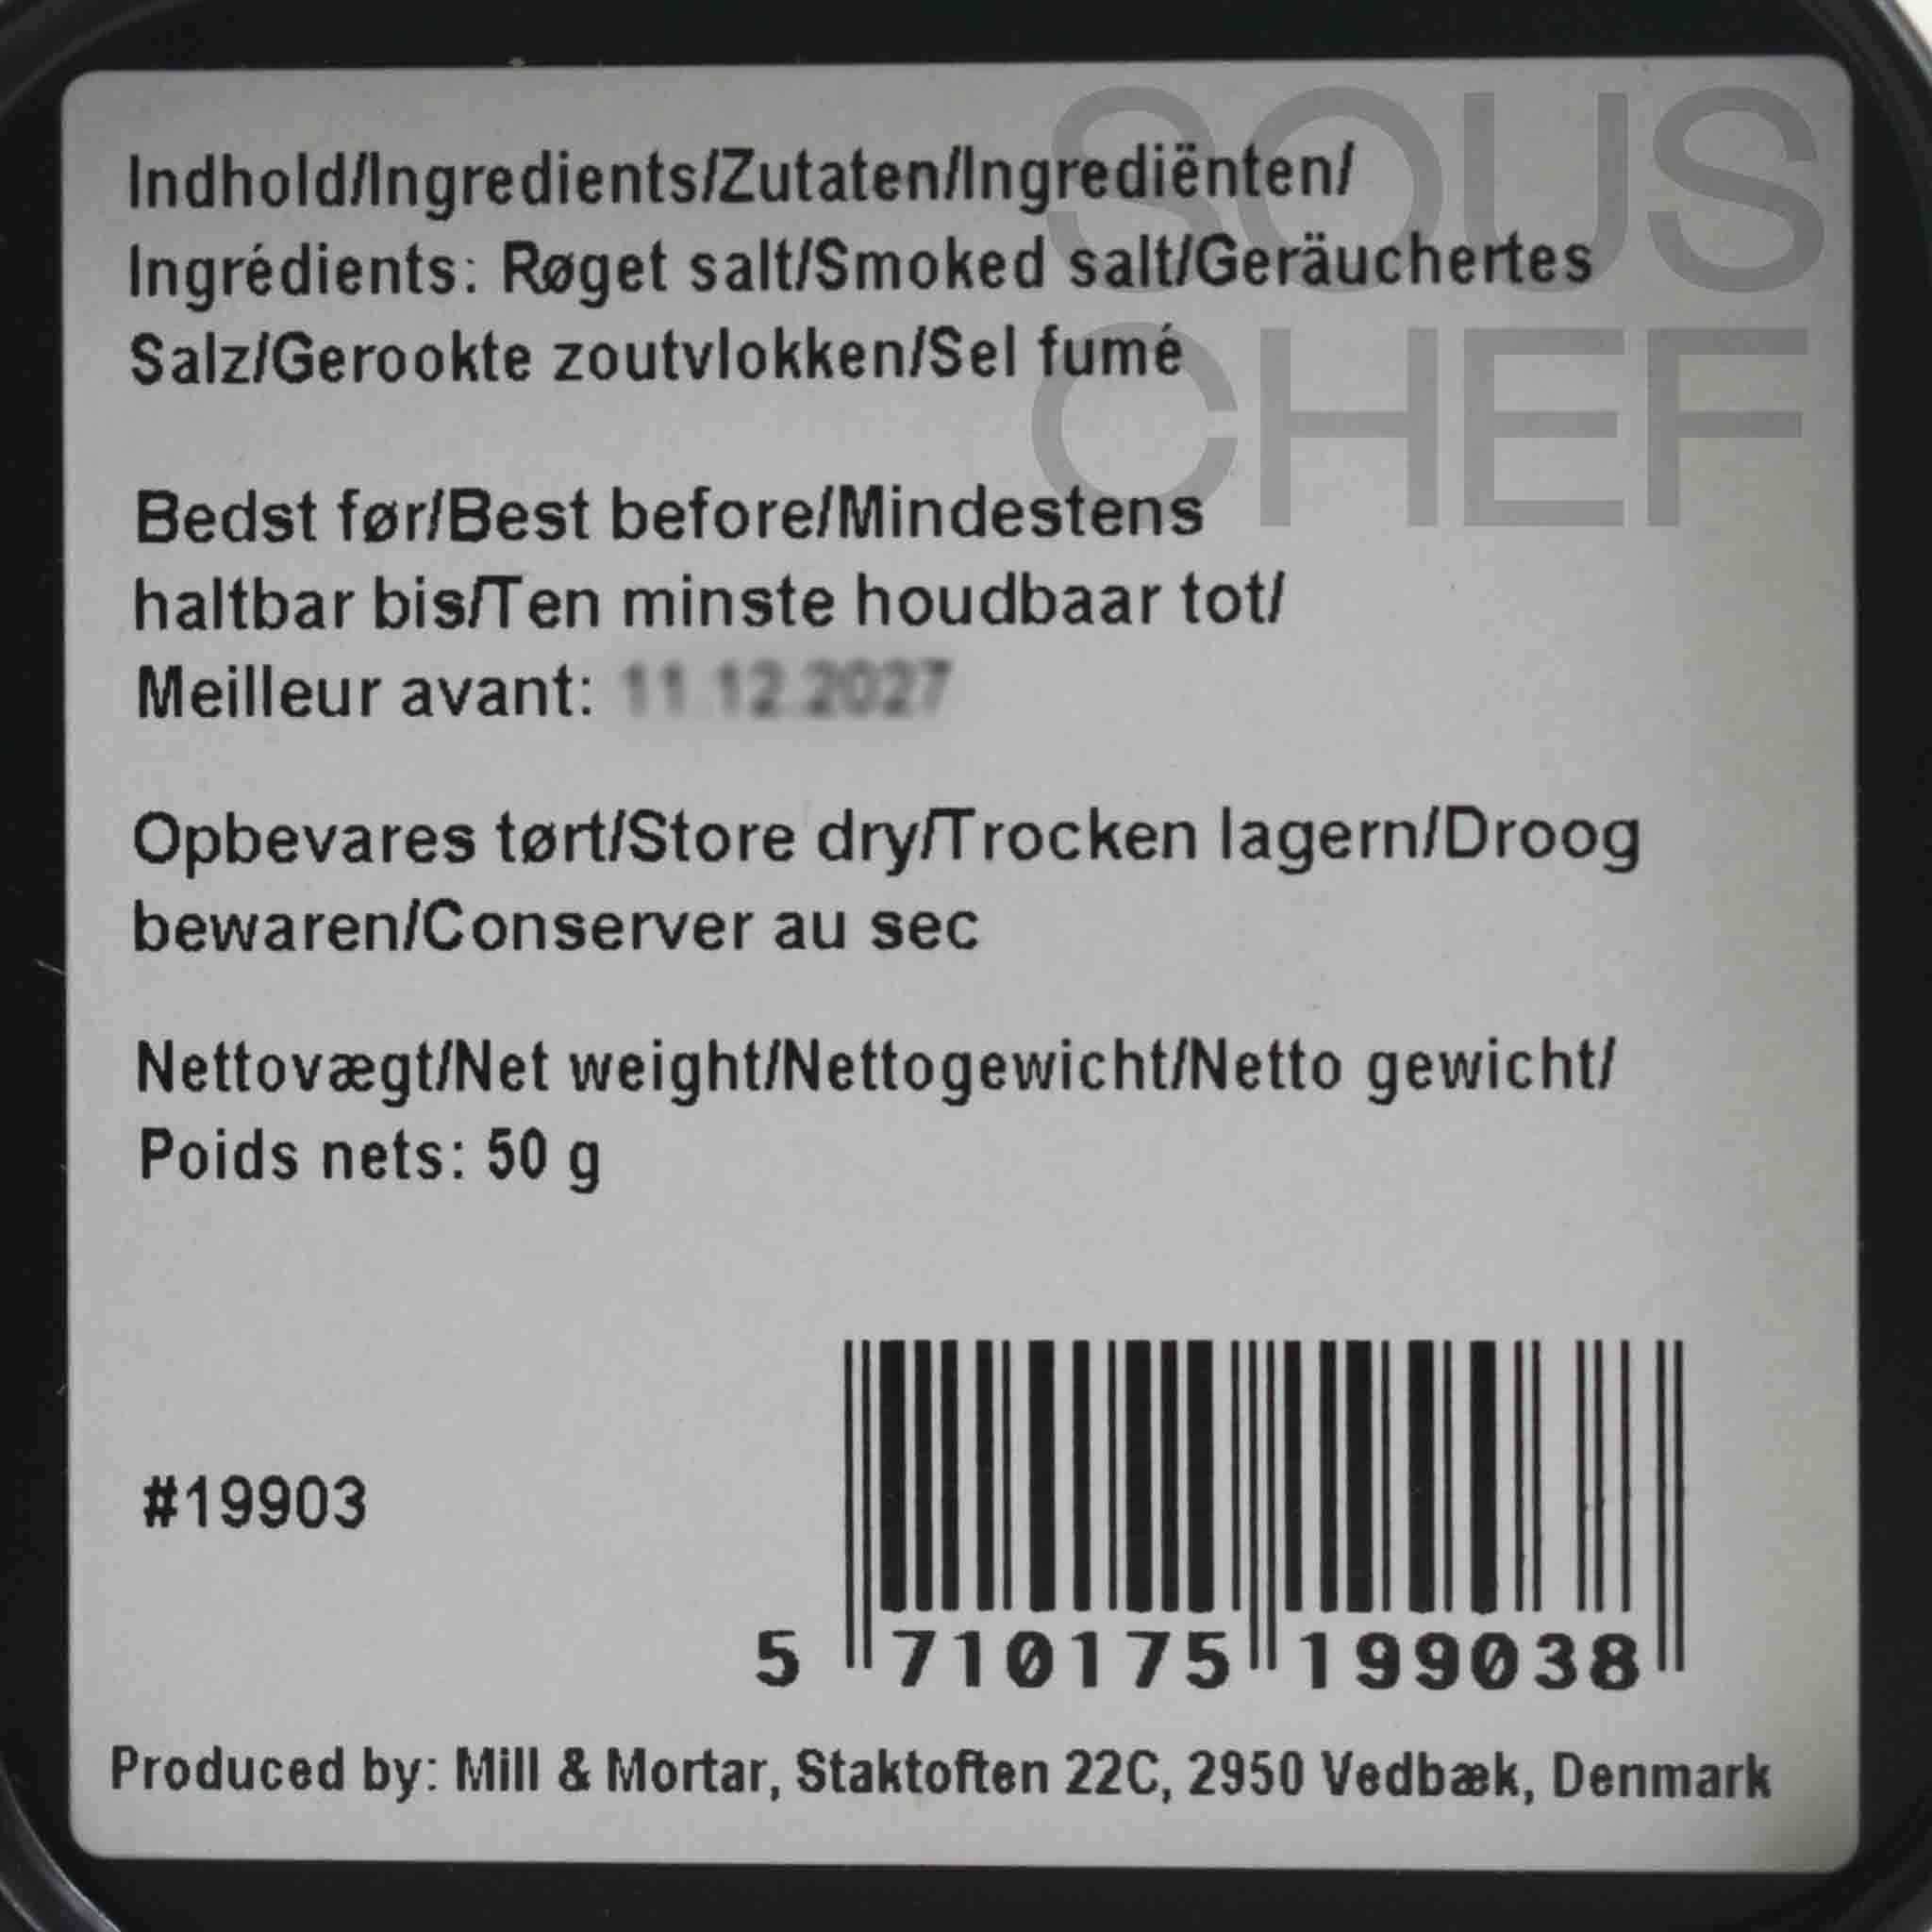 SOUS
CHEF
Indhold/Ingredients/Zutaten/Ingrediënten/
Ingrédients: Røget salt/Smoked salt/Geräuchertes
Salz/Gerookte zoutvlokken/Sel fumé
Bedst før/Best before/Mindestens
haltbar bis/Ten minste houdbaar tot/
Meilleur avant: 11.12.2027
Opbevares tørt/Store dry/Trocken lagern/Droog
bewaren/Conserver au sec
Nettovægt/Net weight/Nettogewicht/Netto gewicht/
Poids nets: 50 g
#19903
5 710175 199038
Produced by: Mill & Mortar, Staktoften 22C, 2950 Vedbæk, Denmark